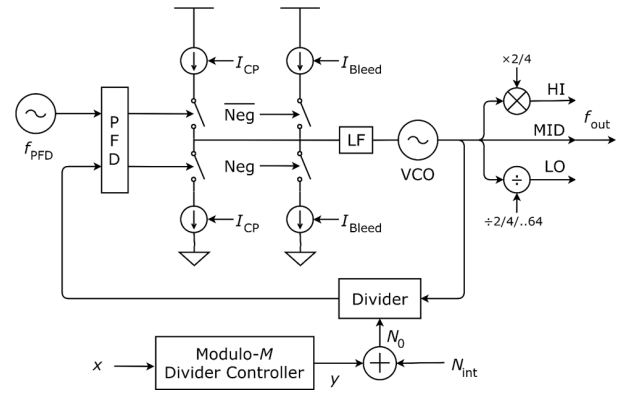 ×2/4
I_CP
I_Bleed
HI
P
F
D
N̅e̅g̅
f_out
MID
f_PFD
LF
VCO
LO
Neg
÷
÷2/4/..64
I_CP
I_Bleed
Divider
N_0
x
Modulo-M
Divider Controller
y
N_int